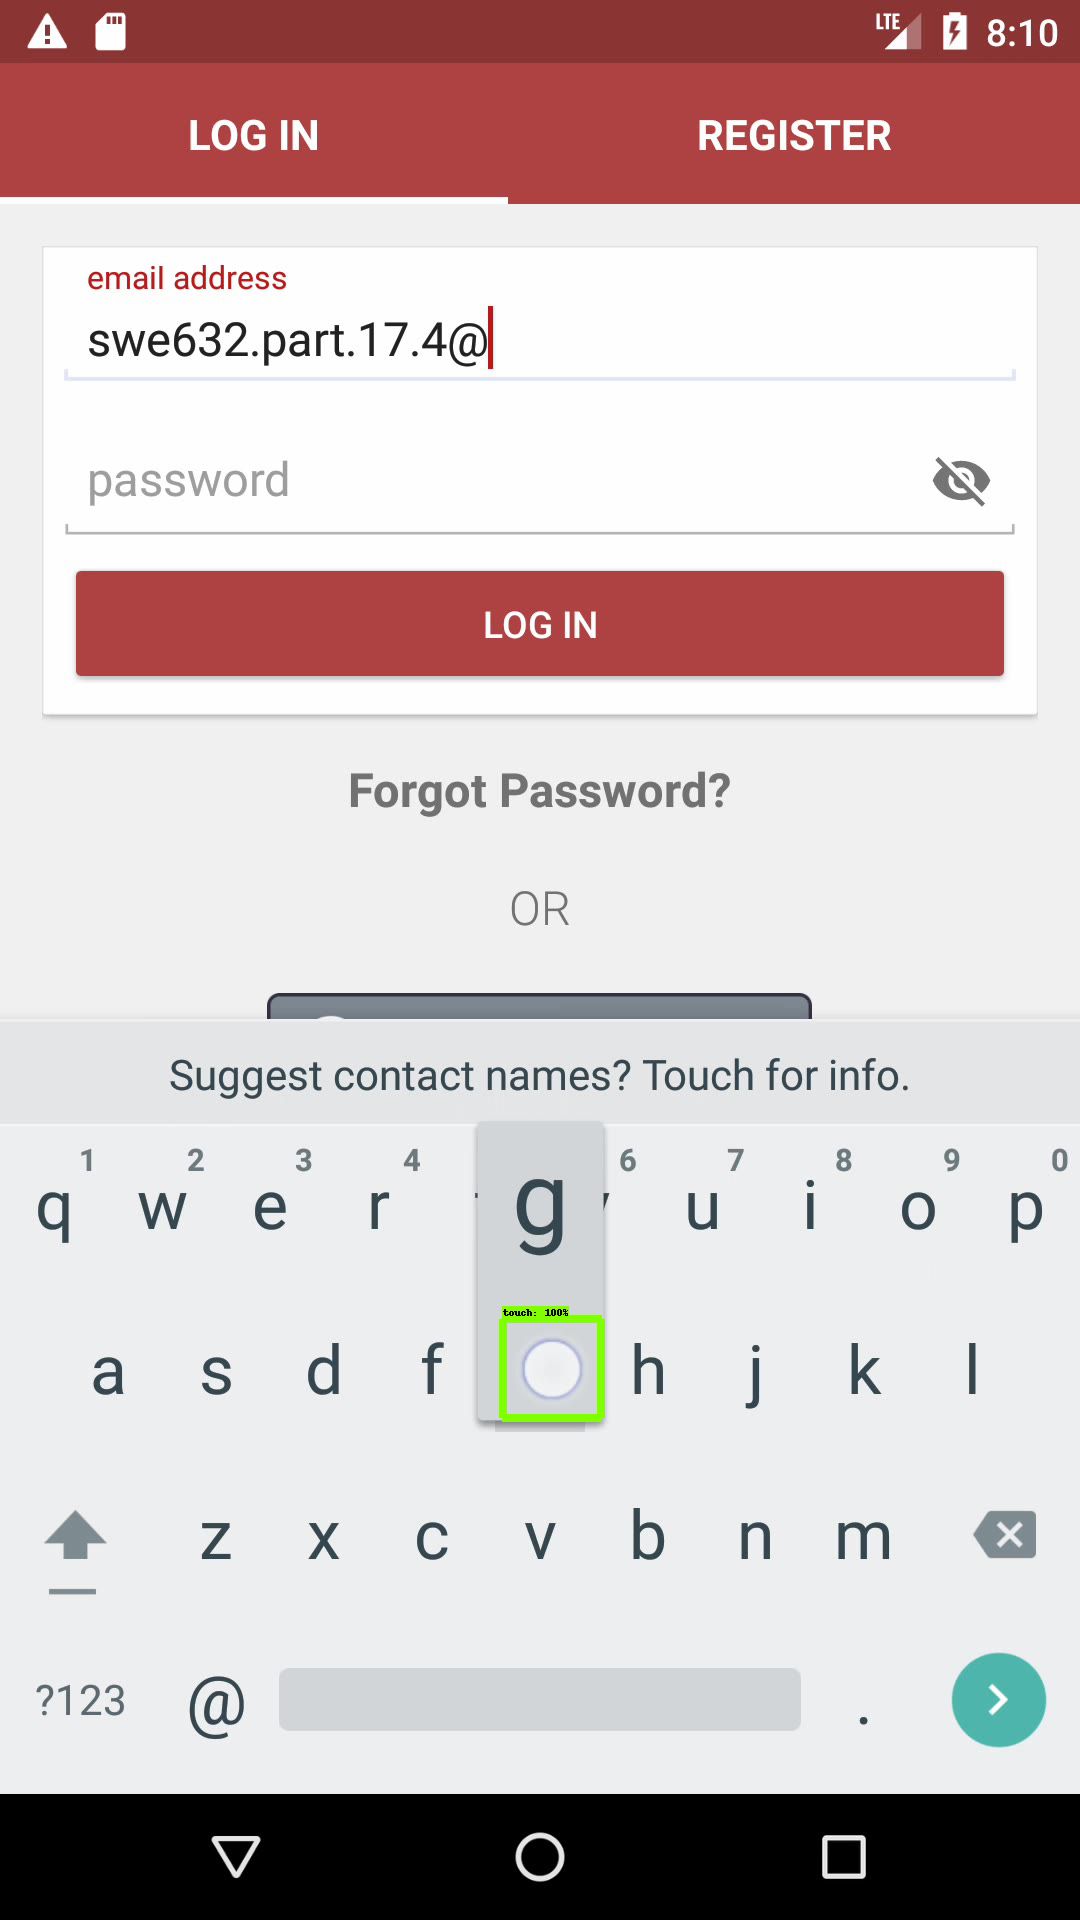 LTE 8:10
LOG IN REGISTER
email address
swe632.part.17.4@
password
LOG IN
Forgot Password?
OR
Suggest contact names? Touch for info.
1 2 3 4 6 7 8 9 0
q w e r g u i o p
touch: 100%
a s d f h j k l
z x c v b n m
?123 @ .